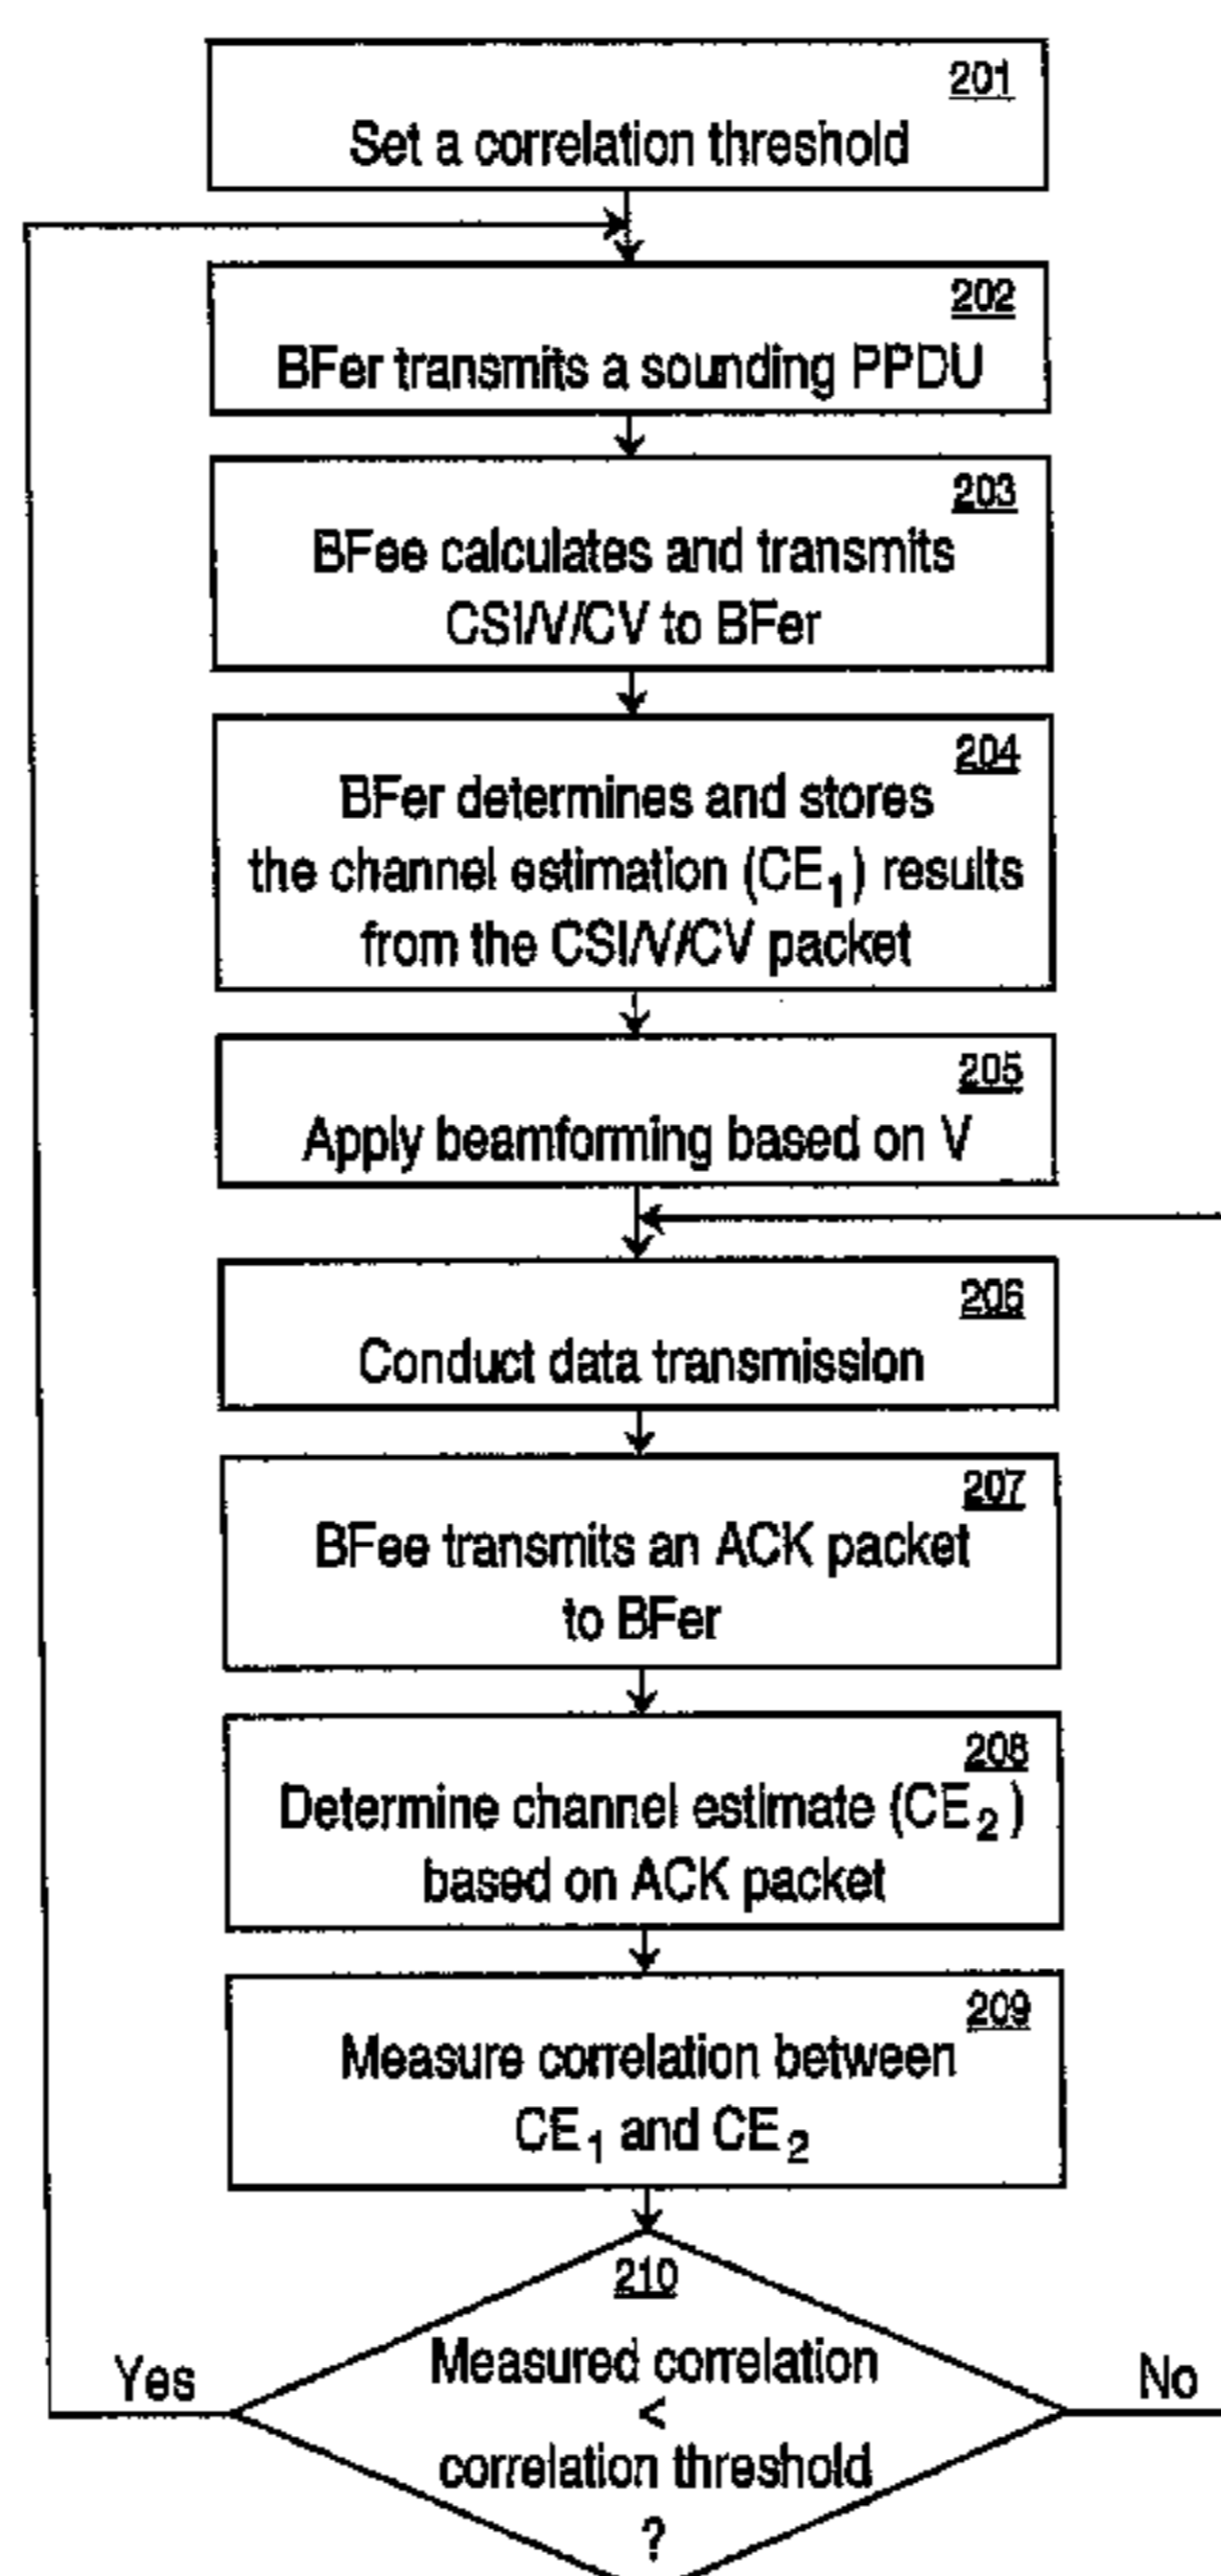 201
Set a correlation threshold
202
BFer transmits a sounding PPDU
203
BFee calculates and transmits
CSI/V/CV to BFer
204
BFer determines and stores
the channel estimation (CE1) results
from the CSI/V/CV packet
205
Apply beamforming based on V
206
Conduct data transmission
207
BFee transmits an ACK packet
to BFer
208
Determine channel estimate (CE2)
based on ACK packet
209
Measure correlation between
CE1 and CE2
210
Measured correlation
<
correlation threshold
?
Yes
No